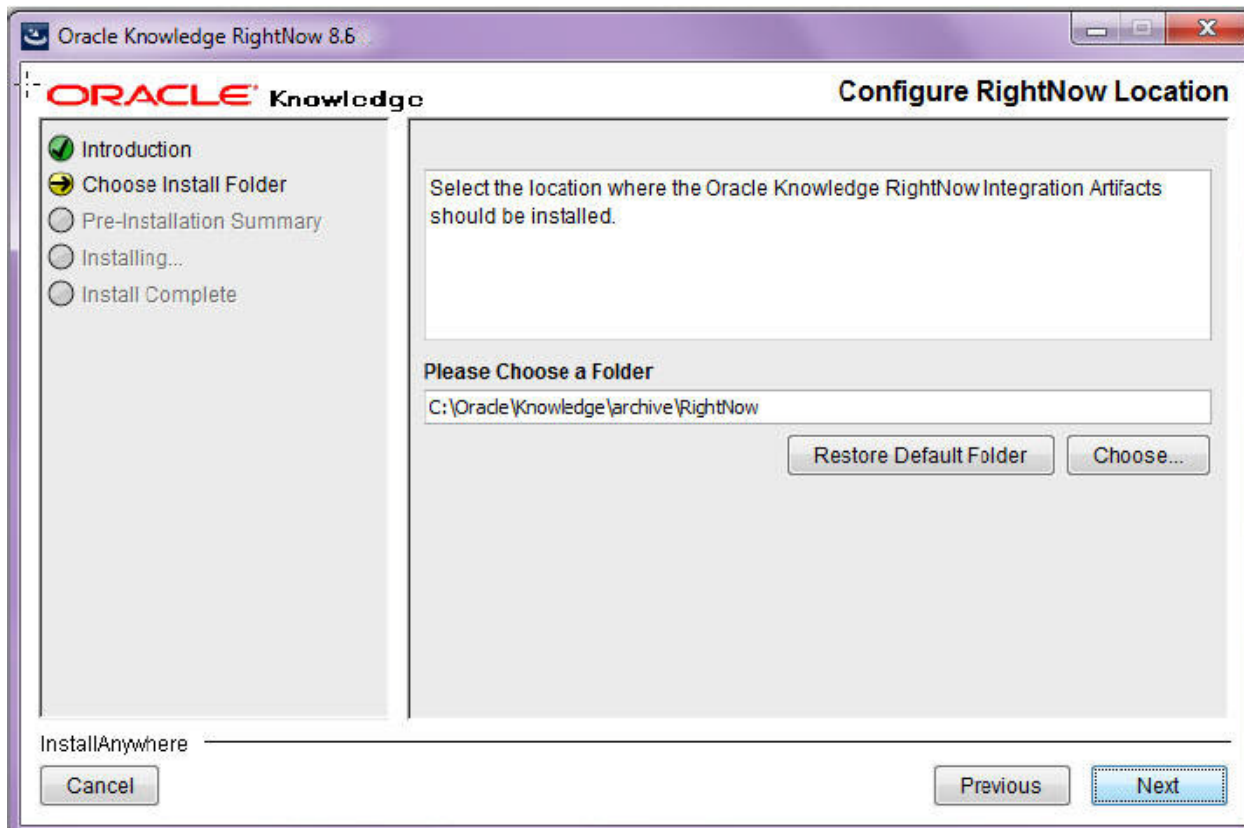 Oracle Knowledge RightNow 8.6
ORACLE Knowledge
Configure RightNow Location
Introduction
Choose Install Folder
Pre-Installation Summary
Installing...
Install Complete
Select the location where the Oracle Knowledge RightNow Integration Artifacts
should be installed.
Please Choose a Folder
C:\Oracle\Knowledge\archive\RightNow
Restore Default Folder
Choose...
InstallAnywhere
Cancel
Previous
Next